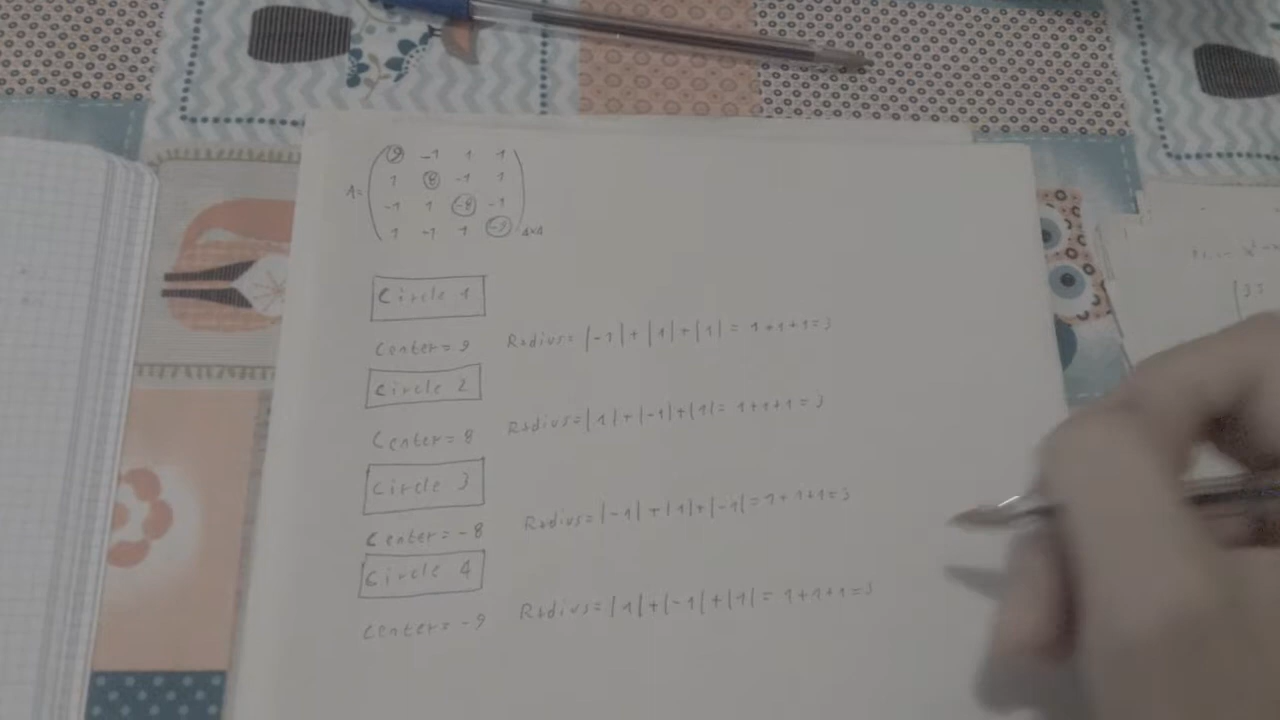 9 -1 1 1
1 8 -1 1
A= -1 1 -8 -1
1 -1 1 -9 4x4
Circle 1
Center = 9 Radius = |-1| + |1| + |1| = 1+1+1=3
Circle 2
Center = 8 Radius = |1| + |-1| + |1| = 1+1+1=3
Circle 3
Center = -8 Radius = |-1| + |1| + |-1| = 1+1+1=3
Circle 4
Center = -9 Radius = |1| + |-1| + |1| = 1+1+1=3